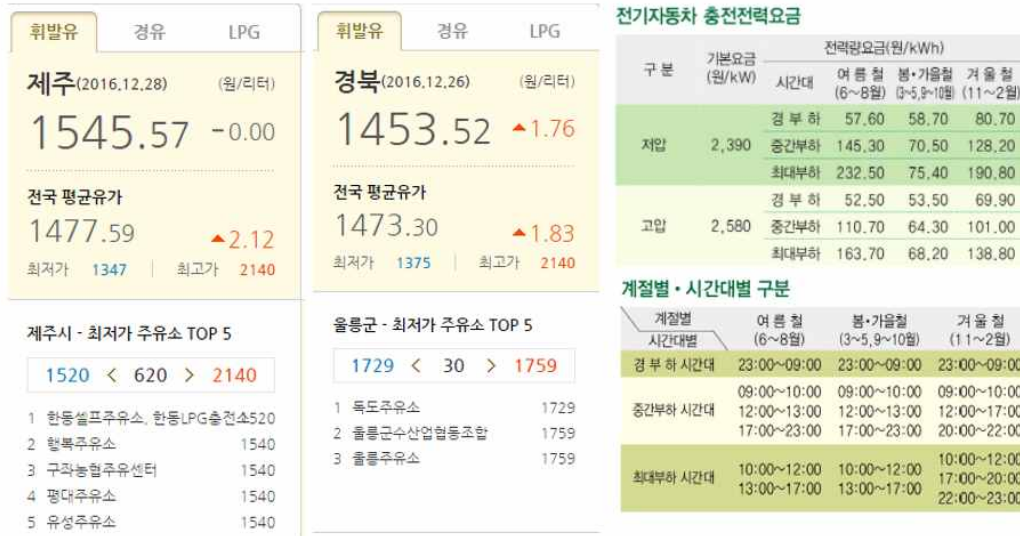 휘발유 경유 LPG
제주(2016.12.28) (원/리터)
1545.57 -0.00
전국 평균유가
1477.59 ▲2.12
최저가 1347 | 최고가 2140
제주시 - 최저가 주유소 TOP 5
1520 < 620 > 2140
1 한동셀프주유소, 한동LPG충전소520
2 행복주유소 1540
3 구좌농협주유센터 1540
4 평대주유소 1540
5 유성주유소 1540
휘발유 경유 LPG
경북(2016.12.26) (원/리터)
1453.52 ▲1.76
전국 평균유가
1473.30 ▲1.83
최저가 1375 | 최고가 2140
울릉군 - 최저가 주유소 TOP 5
1729 < 30 > 1759
1 독도주유소 1729
2 울릉군수산업협동조합 1759
3 울릉주유소 1759
전기자동차 충전전력요금
구 분 기본요금 (원/kW) 전력량요금(원/kWh)
시간대 여 름 철 (6~8월) 봄·가을철 (3~5,9~10월) 겨 울 철 (11~2월)
경 부 하 57.60 58.70 80.70
저압 2,390 중간부하 145.30 70.50 128.20
최대부하 232.50 75.40 190.80
경 부 하 52.50 53.50 69.90
고압 2,580 중간부하 110.70 64.30 101.00
최대부하 163.70 68.20 138.80
계절별·시간대별 구분
계절별 여 름 철 봄·가을철 겨 울 철
시간대별 (6~8월) (3~5,9~10월) (11~2월)
경 부 하 시간대 23:00~09:00 23:00~09:00 23:00~09:00
09:00~10:00 09:00~10:00 09:00~10:00
중간부하 시간대 12:00~13:00 12:00~13:00 12:00~17:00
17:00~23:00 17:00~23:00 20:00~22:00
최대부하 시간대 10:00~12:00 10:00~12:00 10:00~12:00
13:00~17:00 13:00~17:00 17:00~20:00
22:00~23:00